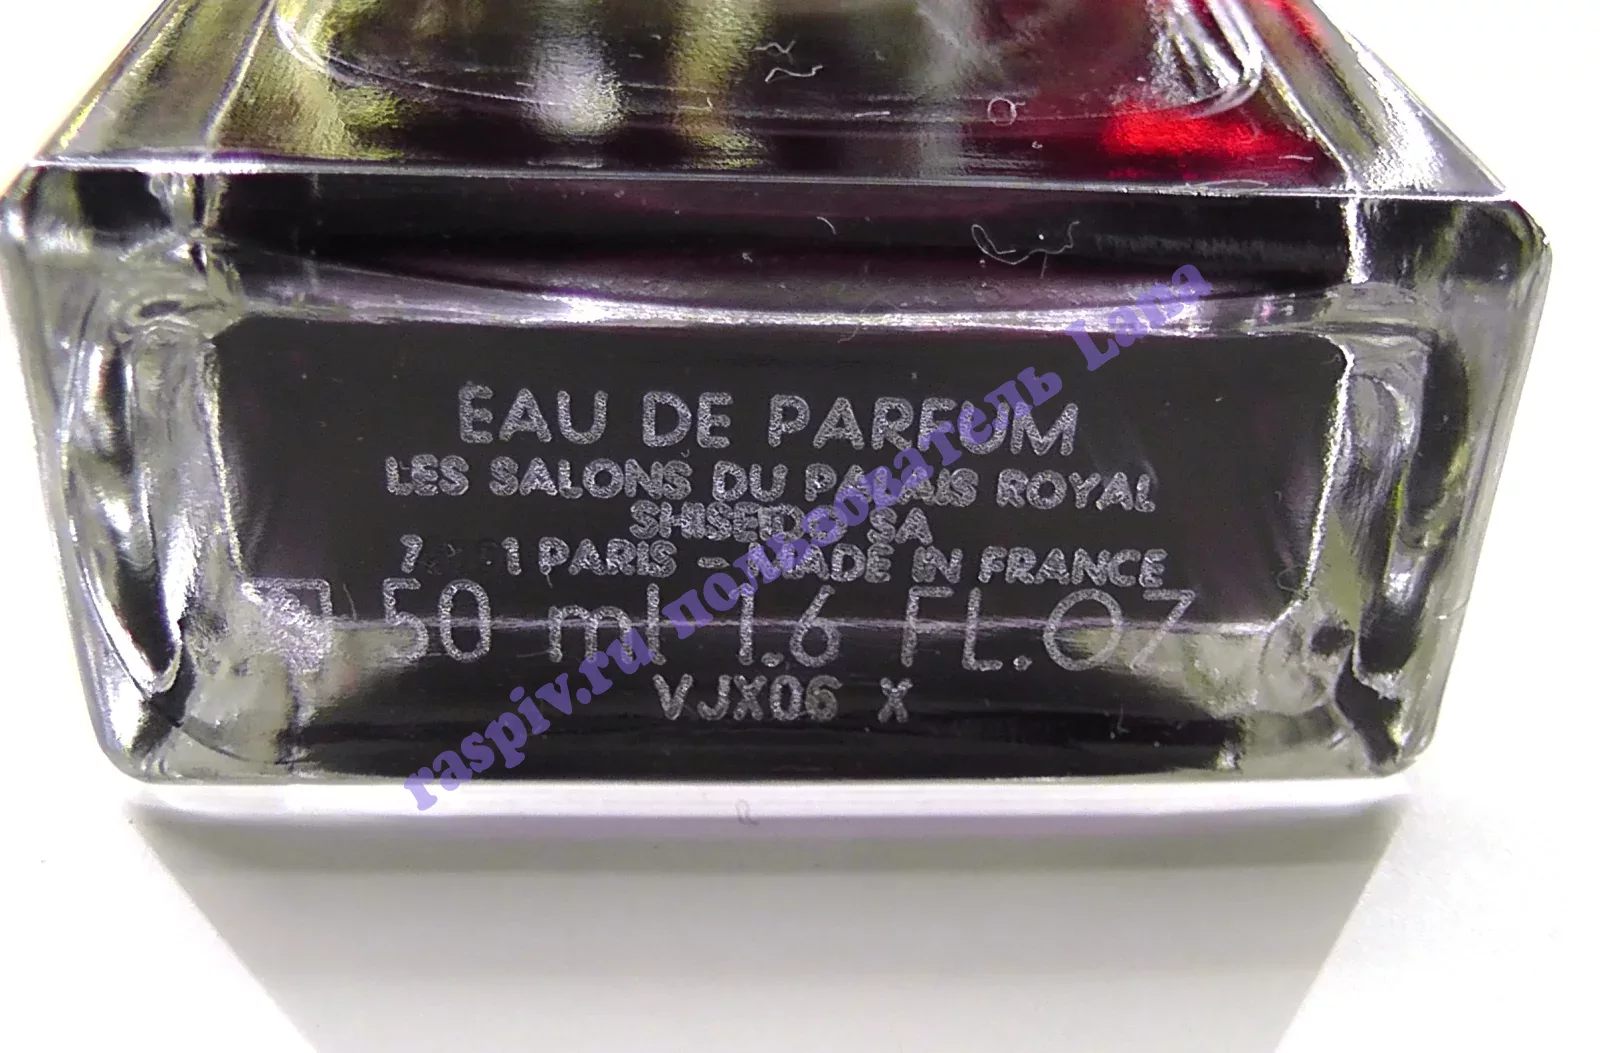 EAU DE PARFUM
LES SALONS DU PALAIS ROYAL
SHISEIDO SA
PARIS - MADE IN FRANCE
50 ml 1.6 FL.OZ
VJX06 X
raspiv.ru пользователь Lana